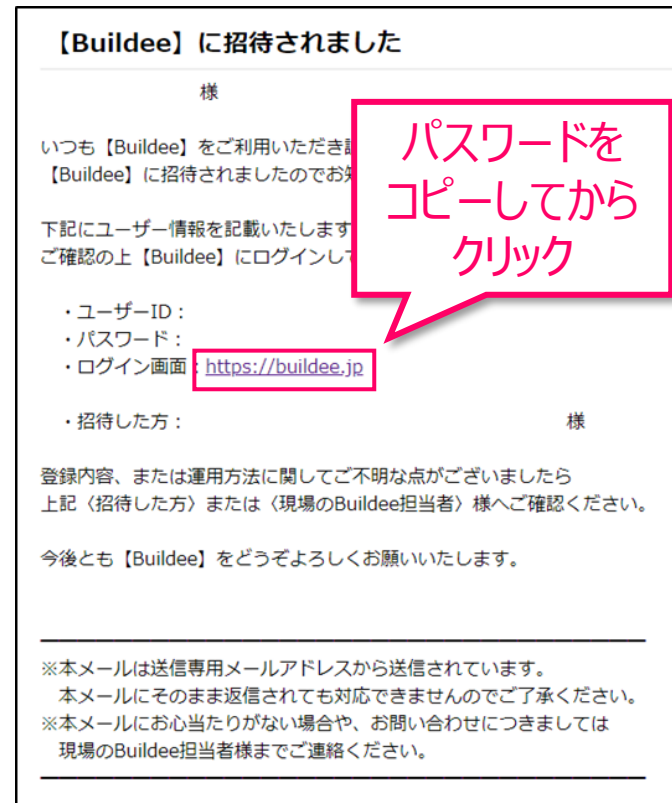 【Buildee】に招待されました
様
いつも【Buildee】をご利用いただき
【Buildee】に招待されましたのでお
下記にユーザー情報を記載いたします
ご確認の上【Buildee】にログインして
パスワードを
コピーしてから
クリック
・ユーザーID：
・パスワード：
・ログイン画面：https://buildee.jp
・招待した方： 様
登録内容、または運用方法に関してご不明な点がございましたら
上記〈招待した方〉または〈現場のBuildee担当者〉様へご確認ください。
今後とも【Buildee】をどうぞよろしくお願いいたします。
※本メールは送信専用メールアドレスから送信されています。
本メールにそのまま返信されても対応できませんのでご了承ください。
※本メールにお心当たりがない場合や、お問い合わせにつきましては
現場のBuildee担当者様までご連絡ください。